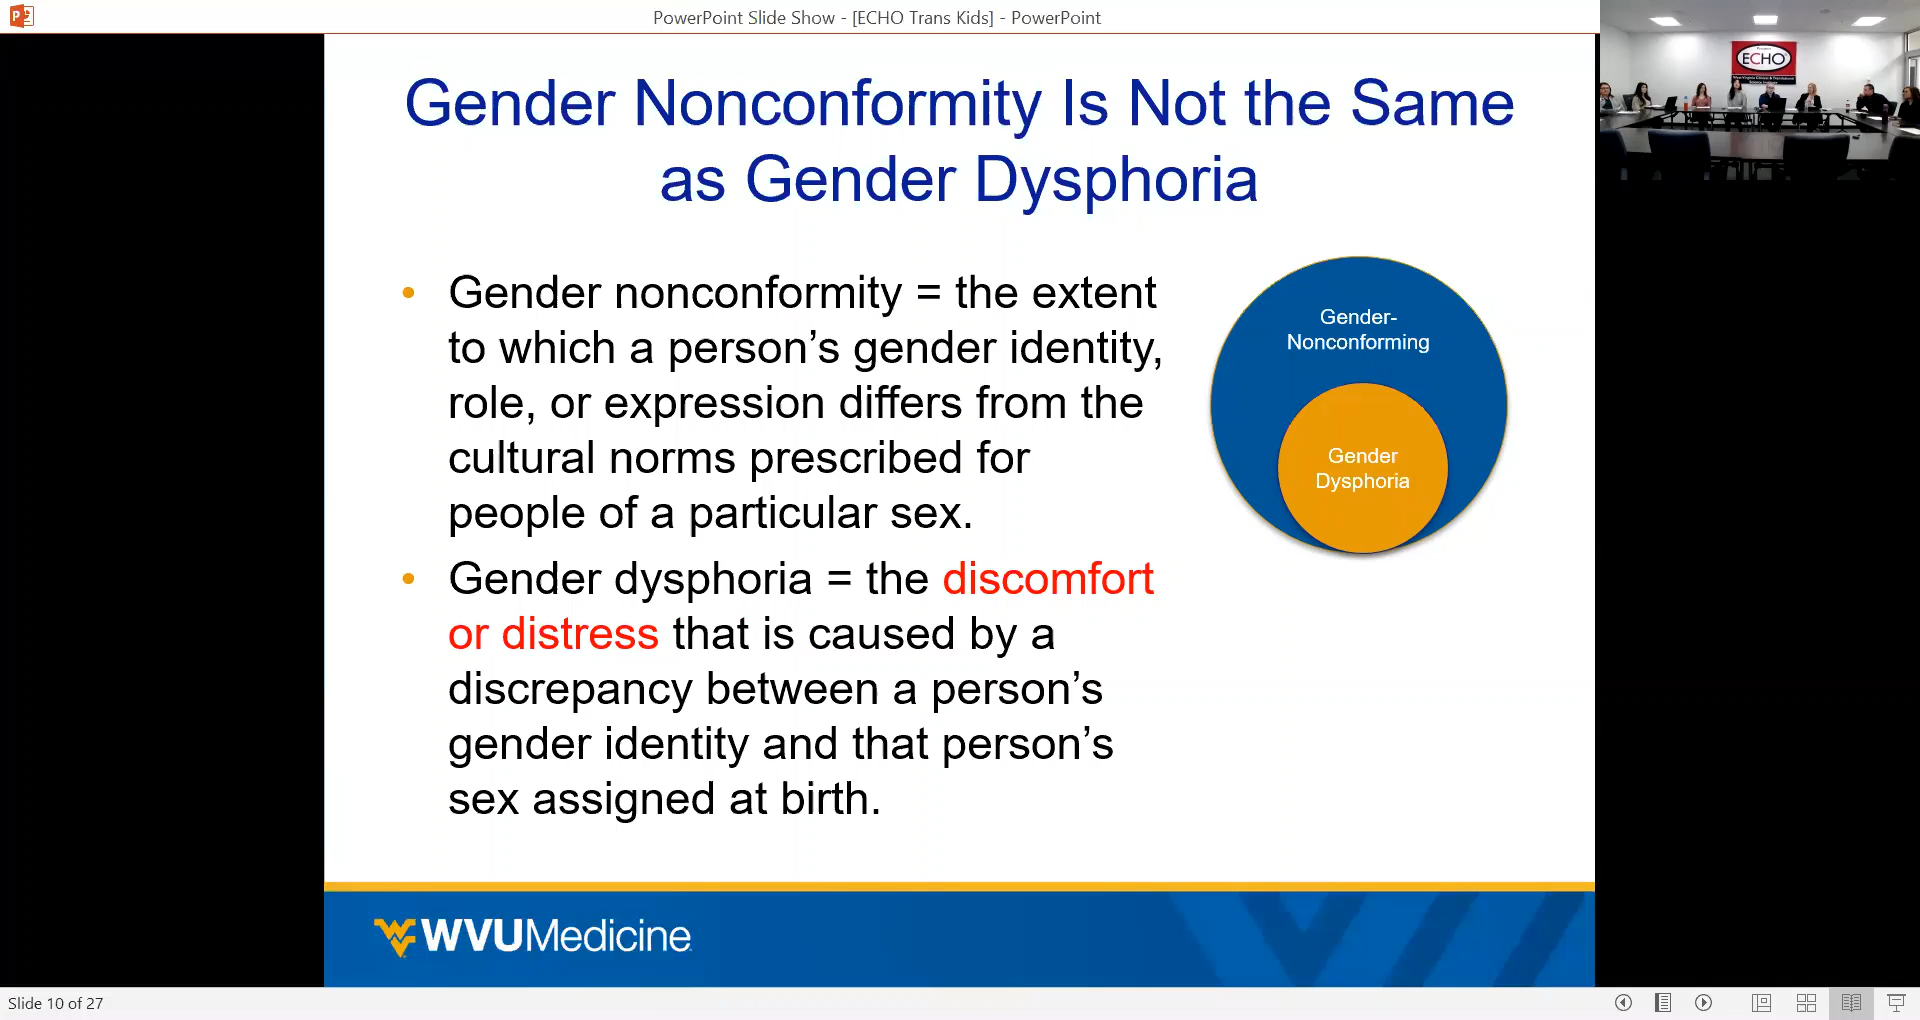 PowerPoint Slide Show - [ECHO Trans Kids] - PowerPoint
Gender Nonconformity Is Not the Same
as Gender Dysphoria
• Gender nonconformity = the extent
to which a person’s gender identity,
role, or expression differs from the
cultural norms prescribed for
people of a particular sex.
• Gender dysphoria = the discomfort
or distress that is caused by a
discrepancy between a person’s
gender identity and that person’s
sex assigned at birth.
Gender-
Nonconforming
Gender
Dysphoria
ECHO
WVUMedicine
Slide 10 of 27